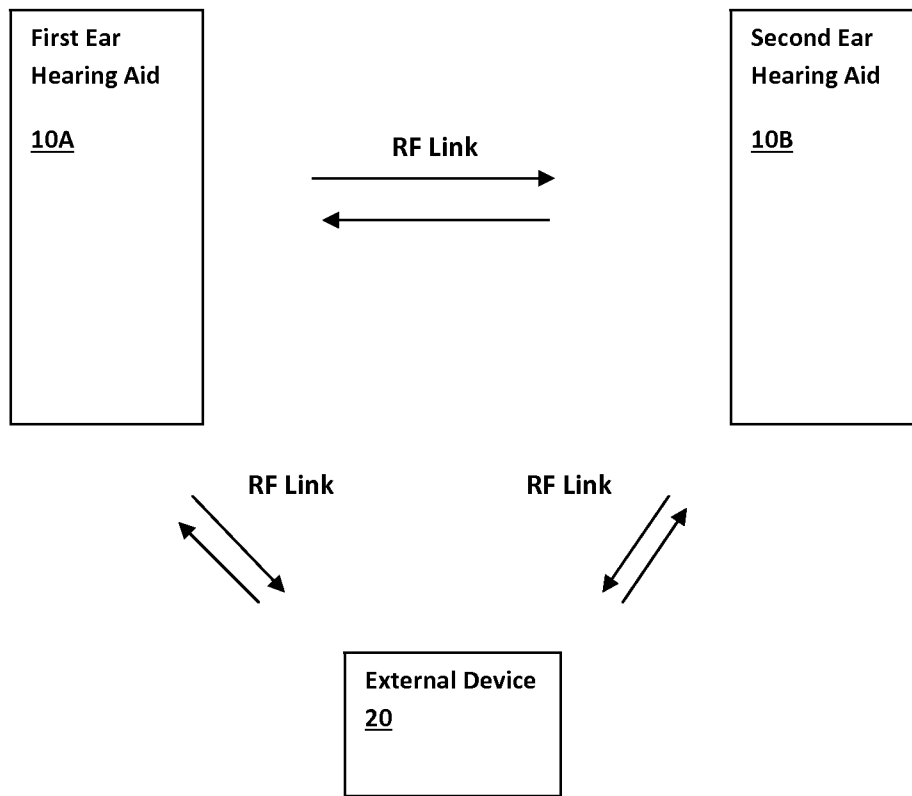 First Ear
Hearing Aid
10A
Second Ear
Hearing Aid
10B
RF Link
RF Link
RF Link
External Device
20